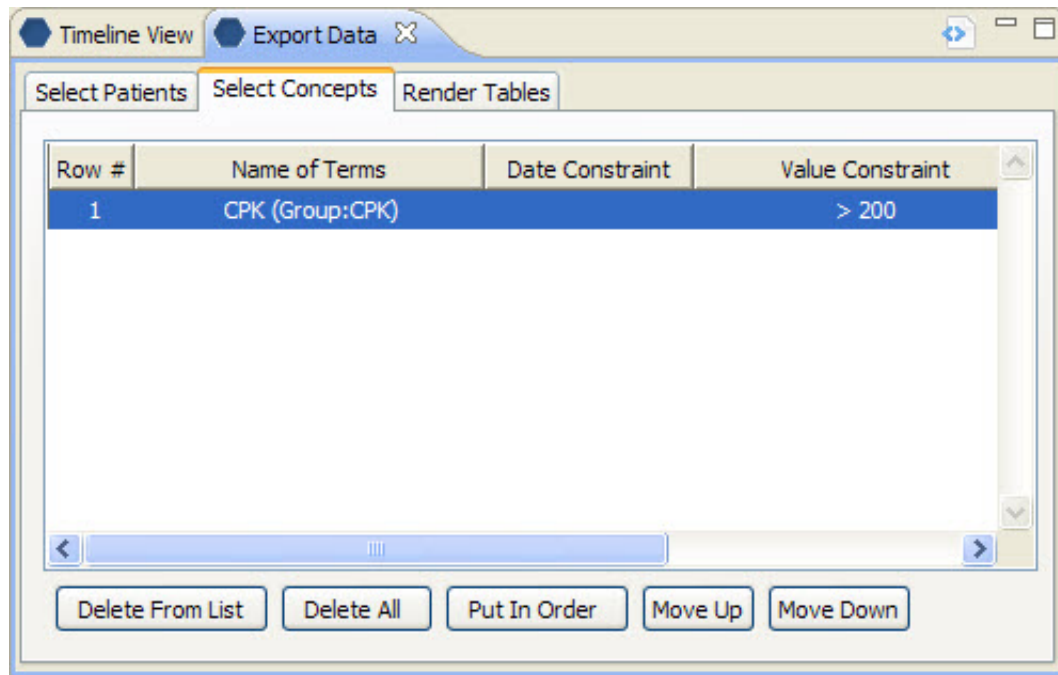 Timeline View Export Data
Select Patients Select Concepts Render Tables
Row # Name of Terms Date Constraint Value Constraint
1 CPK (Group:CPK) > 200
Delete From List Delete All Put In Order Move Up Move Down